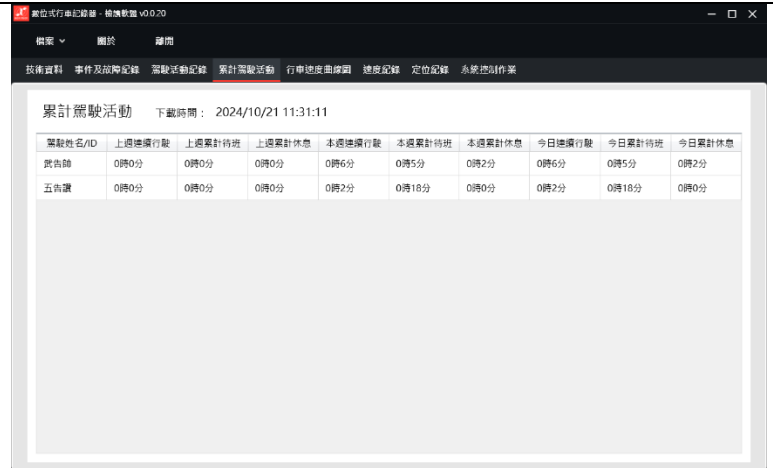 數位式行車記錄器 - 檢讀軟體 v0.0.20
檔案 關於 離開
技術資料 事件及故障紀錄 駕駛活動紀錄 累計駕駛活動 行車速度曲線圖 速度紀錄 定位紀錄 系統控制作業
累計駕駛活動 下載時間： 2024/10/21 11:31:11
駕駛姓名/ID 上週連續行駛 上週累計待班 上週累計休息 本週連續行駛 本週累計待班 本週累計休息 今日連續行駛 今日累計待班 今日累計休息
武告帥 0時0分 0時0分 0時0分 0時6分 0時5分 0時2分 0時6分 0時5分 0時2分
五告讚 0時0分 0時0分 0時0分 0時2分 0時18分 0時0分 0時2分 0時18分 0時0分